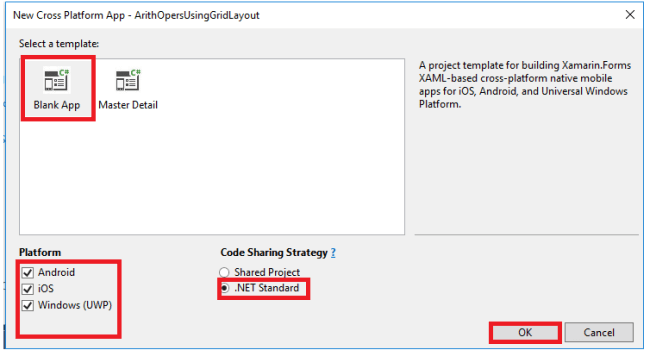 New Cross Platform App - ArithOpersUsingGridLayout
Select a template:
C#
Blank App
C#
Master Detail
A project template for building Xamarin.Forms
XAML-based cross-platform native mobile
apps for iOS, Android, and Universal Windows
Platform.
Platform
Android
iOS
Windows (UWP)
Code Sharing Strategy ?
Shared Project
.NET Standard
OK
Cancel